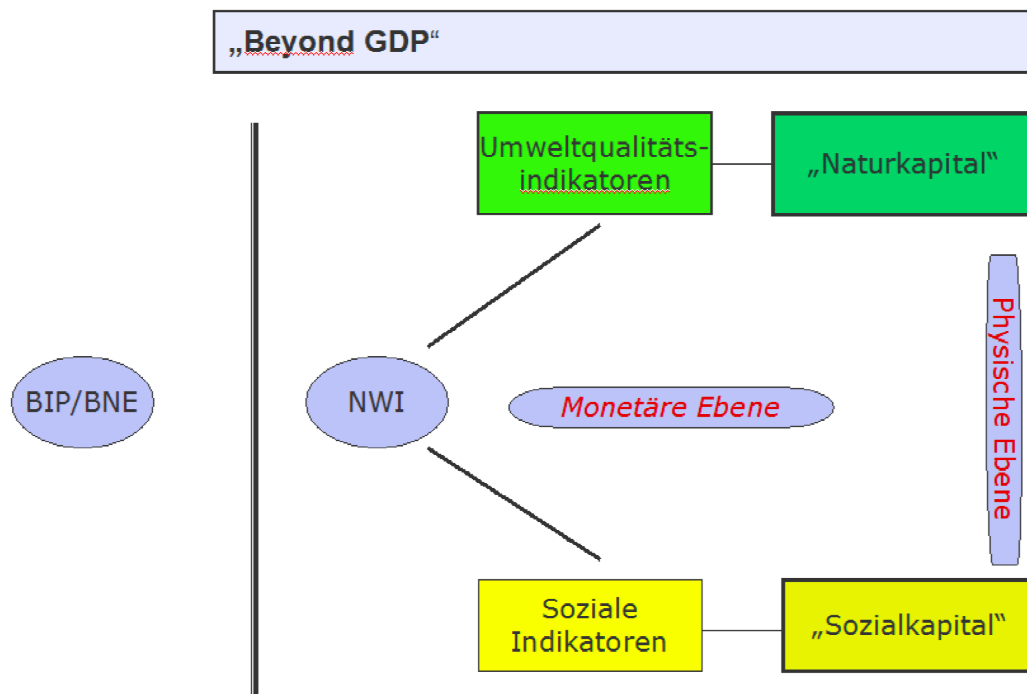 „Beyond GDP“
Umweltqualitäts-
indikatoren
„Naturkapital“
BIP/BNE
NWI
Monetäre Ebene
Physische Ebene
Soziale
Indikatoren
„Sozialkapital“